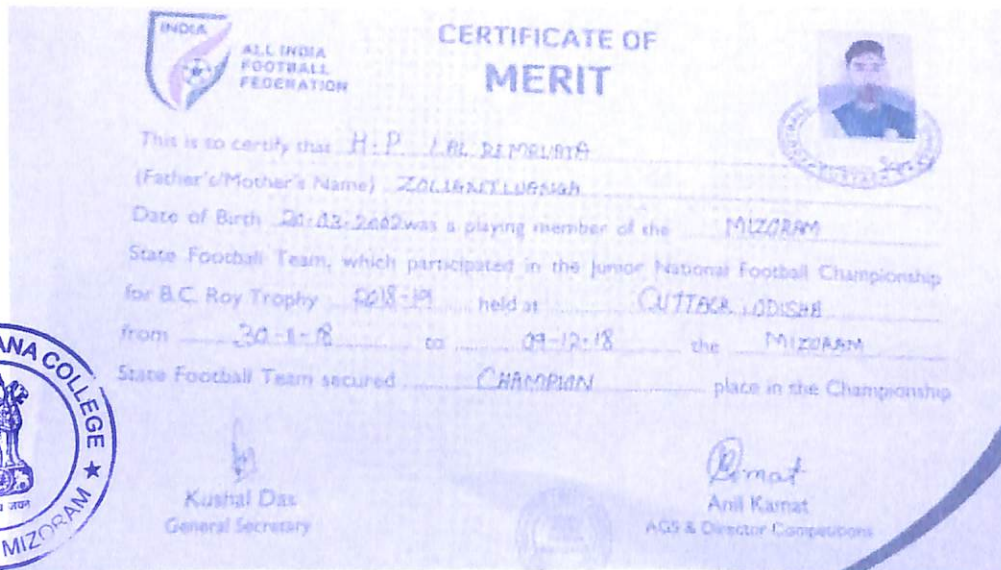 INDIA
ALL INDIA
FOOTBALL
FEDERATION
CERTIFICATE OF
MERIT
This is to certify that H.P. LAL REMRUATA
(Father's/Mother's Name)
Date of Birth 20-03-2002 was a playing member of the MIZORAM
State Football Team, which participated in the Junior National Football Championship
for B.C. Roy Trophy 2018-19 held at CUTTACK, ODISHA
from 30-11-18 to 09-12-18 the MIZORAM
State Football Team secured CHAMPION place in the Championship
Kushal Das
General Secretary
Anil Kamat
AGS & Director Competitions
ANA COLLEGE ★
MIZORAM